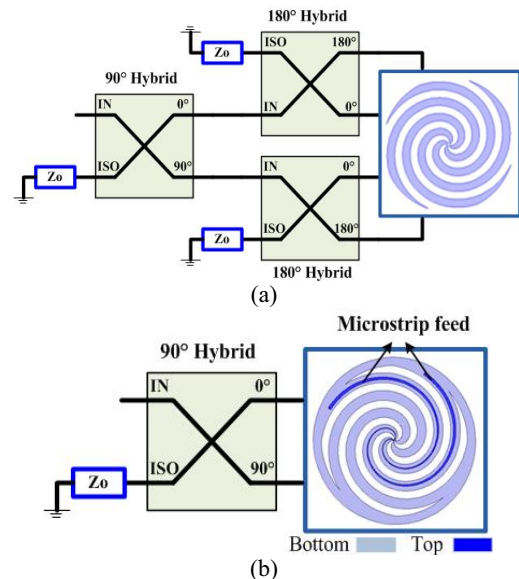 180° Hybrid
Zo ISO 180°
90° Hybrid
IN 0° IN 0°
Zo ISO 90° IN 0°
Zo ISO 180°
180° Hybrid
(a)
Microstrip feed
90° Hybrid
IN 0°
Zo ISO 90°
Bottom Top
(b)